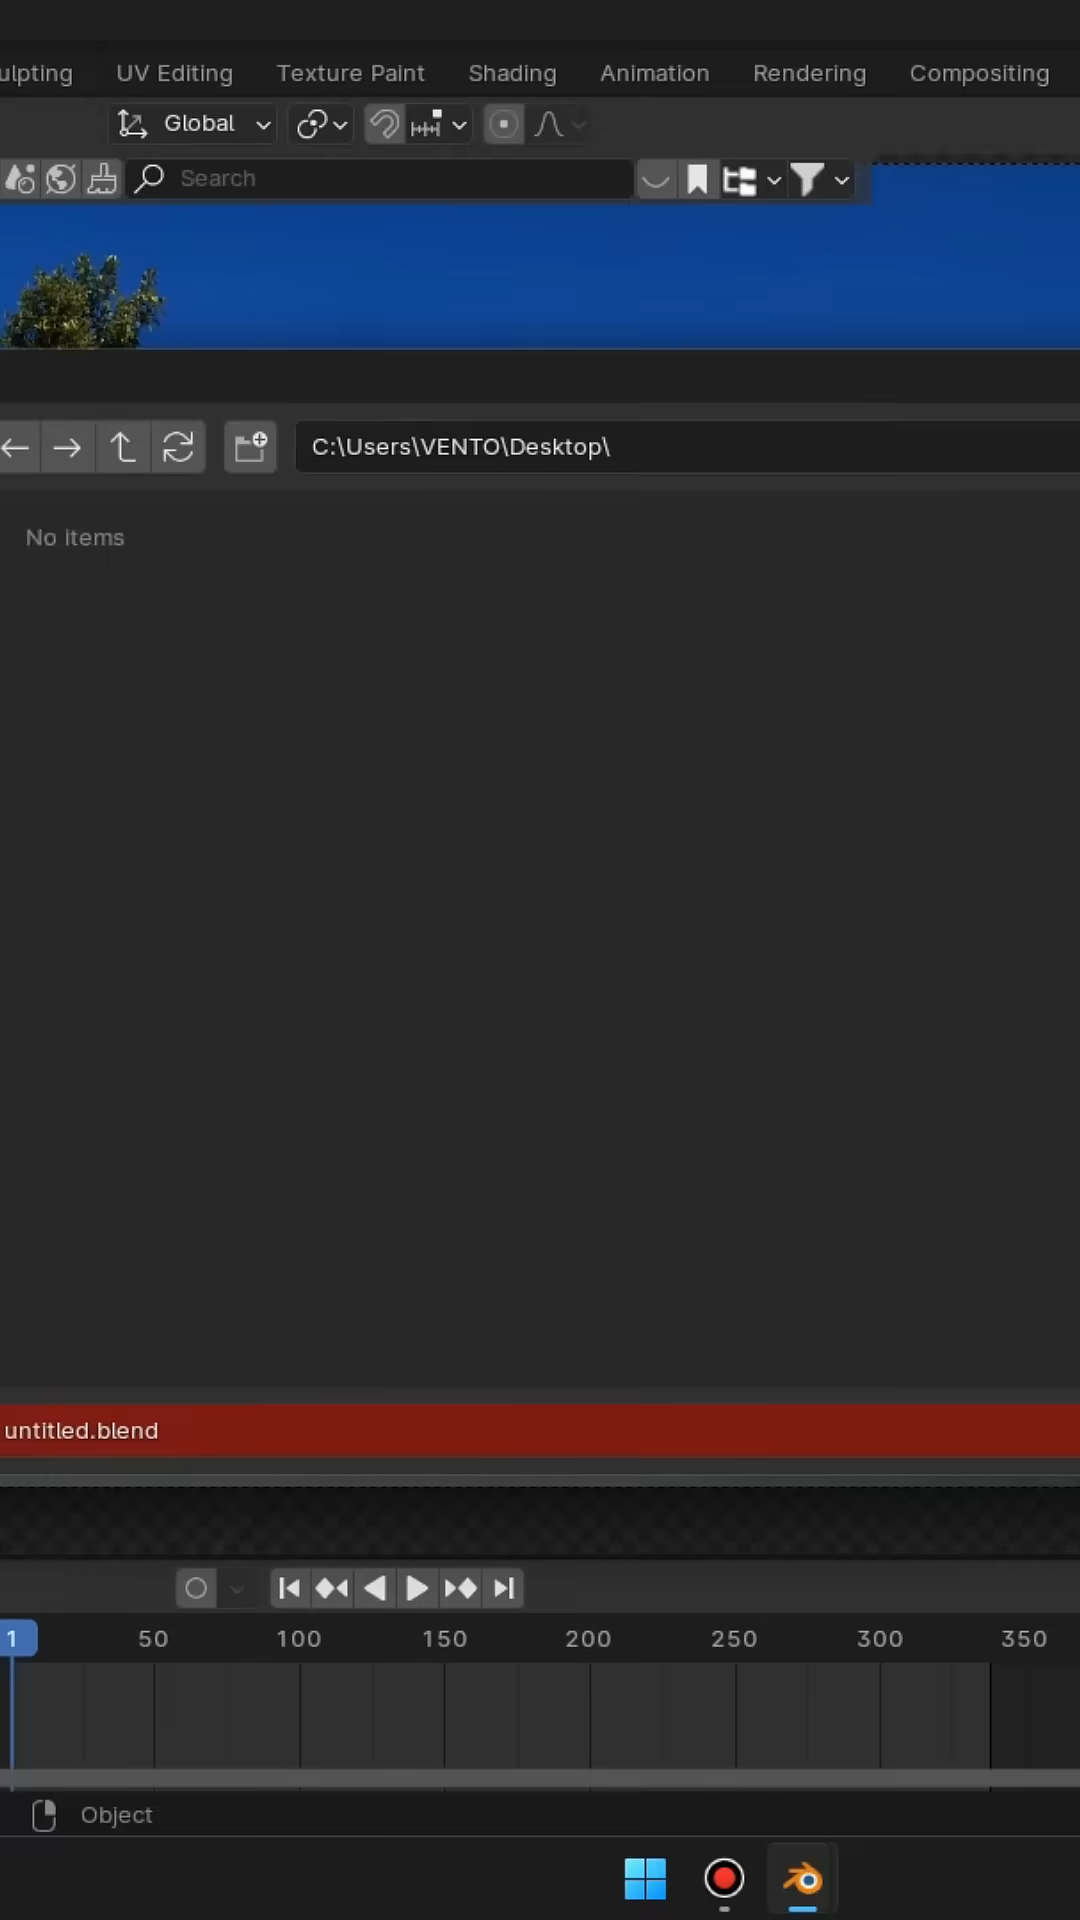 ulpting UV Editing Texture Paint Shading Animation Rendering Compositing
Global
Search
C:\Users\VENTO\Desktop\
No items
untitled.blend
1 50 100 150 200 250 300 350
Object